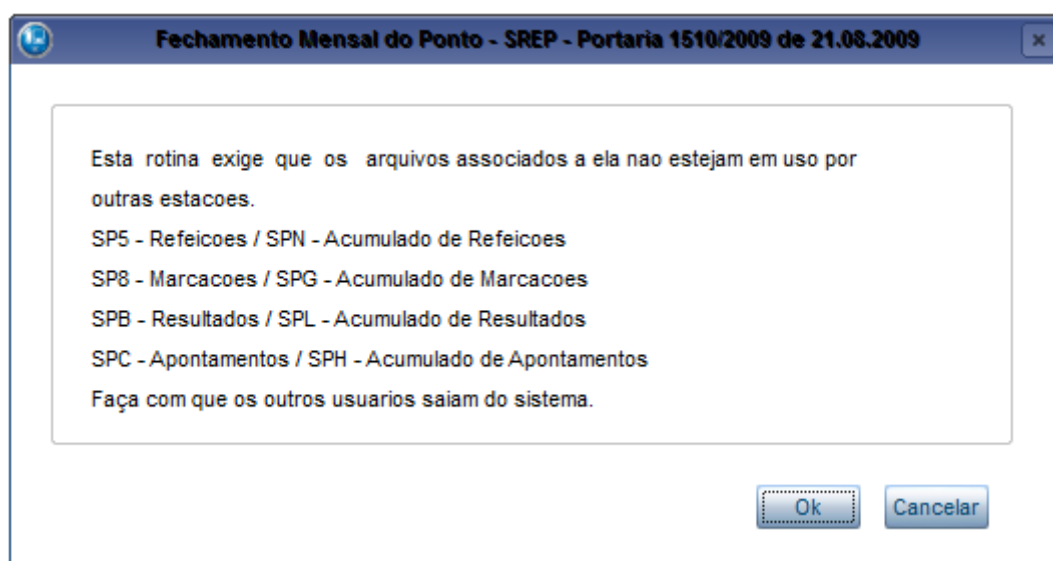 Fechamento Mensal do Ponto - SREP - Portaria 1510/2009 de 21.08.2009
Esta rotina exige que os arquivos associados a ela nao estejam em uso por
outras estacoes.
SP5 - Refeicoes / SPN - Acumulado de Refeicoes
SP8 - Marcacoes / SPG - Acumulado de Marcacoes
SPB - Resultados / SPL - Acumulado de Resultados
SPC - Apontamentos / SPH - Acumulado de Apontamentos
Faça com que os outros usuarios saiam do sistema.
Ok Cancelar